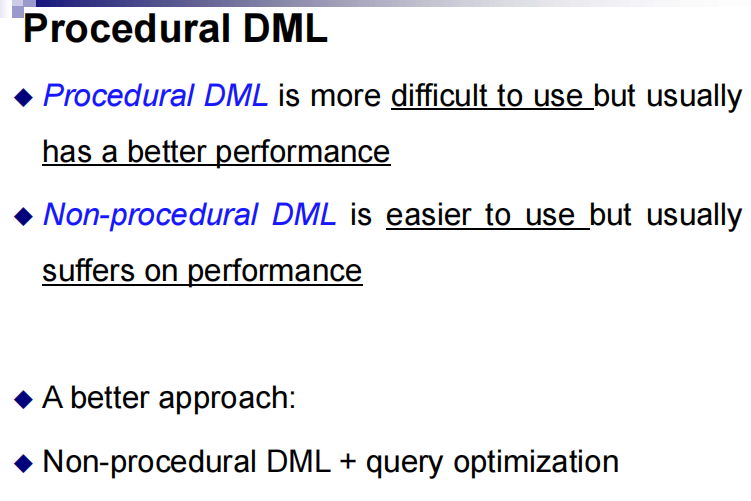 Procedural DML
◆ Procedural DML is more difficult to use but usually
has a better performance
◆ Non-procedural DML is easier to use but usually
suffers on performance
◆ A better approach:
◆ Non-procedural DML + query optimization